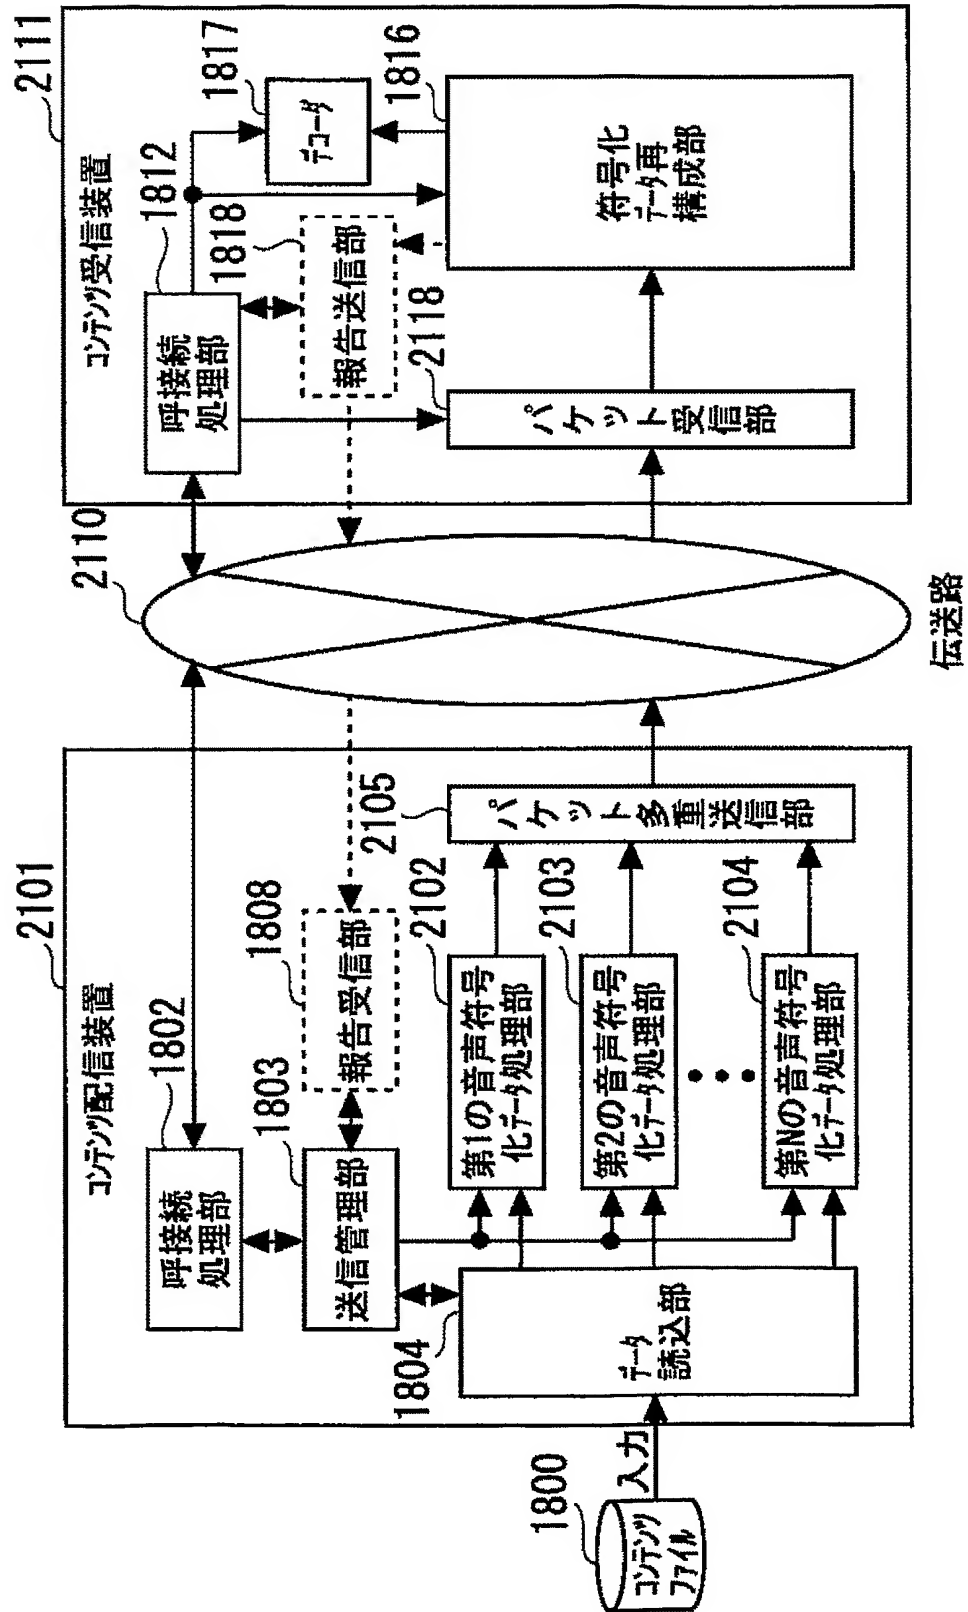 2101
コンテンツ配信装置
1802
呼接続
処理部
1803
送信管理部
1808
報告受信部
1804
データ
読込部
1800
コンテンツ
ファイル
入力
2102
第1の音声符号
化データ処理部
2103
第2の音声符号
化データ処理部
2104
第Nの音声符号
化データ処理部
2105
パケット多重送信部
2110
伝送路
2111
コンテンツ受信装置
1812
呼接続
処理部
1818
報告送信部
1817
デコーダ
2118
パケット受信部
1816
符号化
データ再
構成部